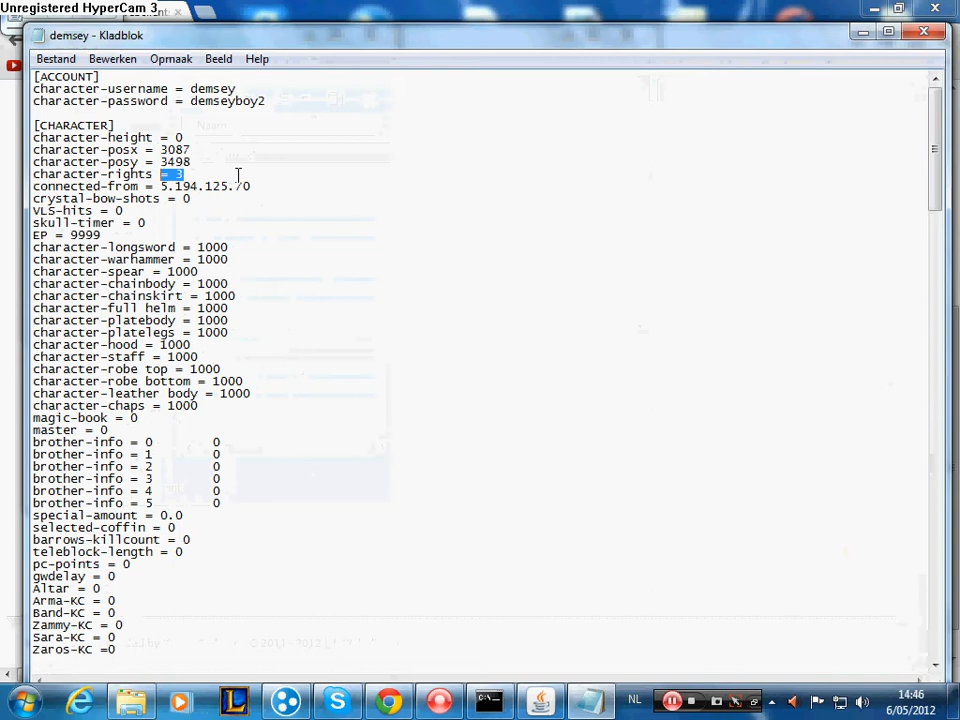 Unregistered HyperCam 3
demsey - Kladblok
Bestand Bewerken Opmaak Beeld Help
[ACCOUNT]
character-username = demsey
character-password = demseyboy2
[CHARACTER]
character-height = 0
character-posx = 3087
character-posy = 3498
character-rights = 3
connected-from = 5.194.125.70
crystal-bow-shots = 0
VLS-hits = 0
skull-timer = 0
EP = 9999
character-longsword = 1000
character-warhammer = 1000
character-spear = 1000
character-chainbody = 1000
character-chainskirt = 1000
character-full helm = 1000
character-platebody = 1000
character-platelegs = 1000
character-hood = 1000
character-staff = 1000
character-robe top = 1000
character-robe bottom = 1000
character-leather body = 1000
character-chaps = 1000
magic-book = 0
master = 0
brother-info = 0 0
brother-info = 1 0
brother-info = 2 0
brother-info = 3 0
brother-info = 4 0
brother-info = 5 0
special-amount = 0.0
selected-coffin = 0
barrows-killcount = 0
teleblock-length = 0
pc-points = 0
gwdelay = 0
Altar = 0
Arma-KC = 0
Band-KC = 0
Zammy-KC = 0
Sara-KC = 0
Zaros-KC =0
NL
14:46
6/05/2012